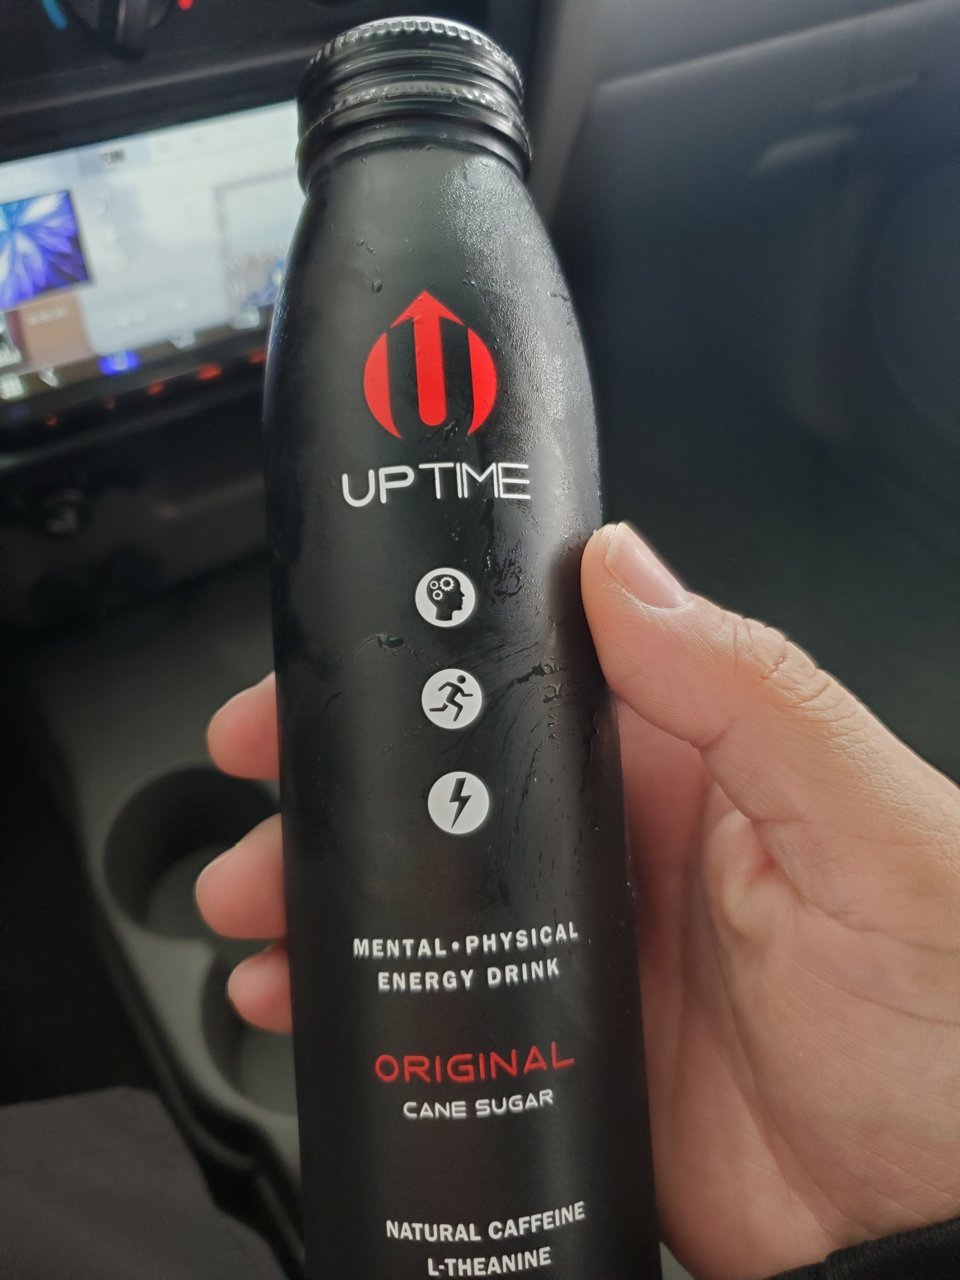 UPTIME
MENTAL•PHYSICAL
ENERGY DRINK
ORIGINAL
CANE SUGAR
NATURAL CAFFEINE
L-THEANINE